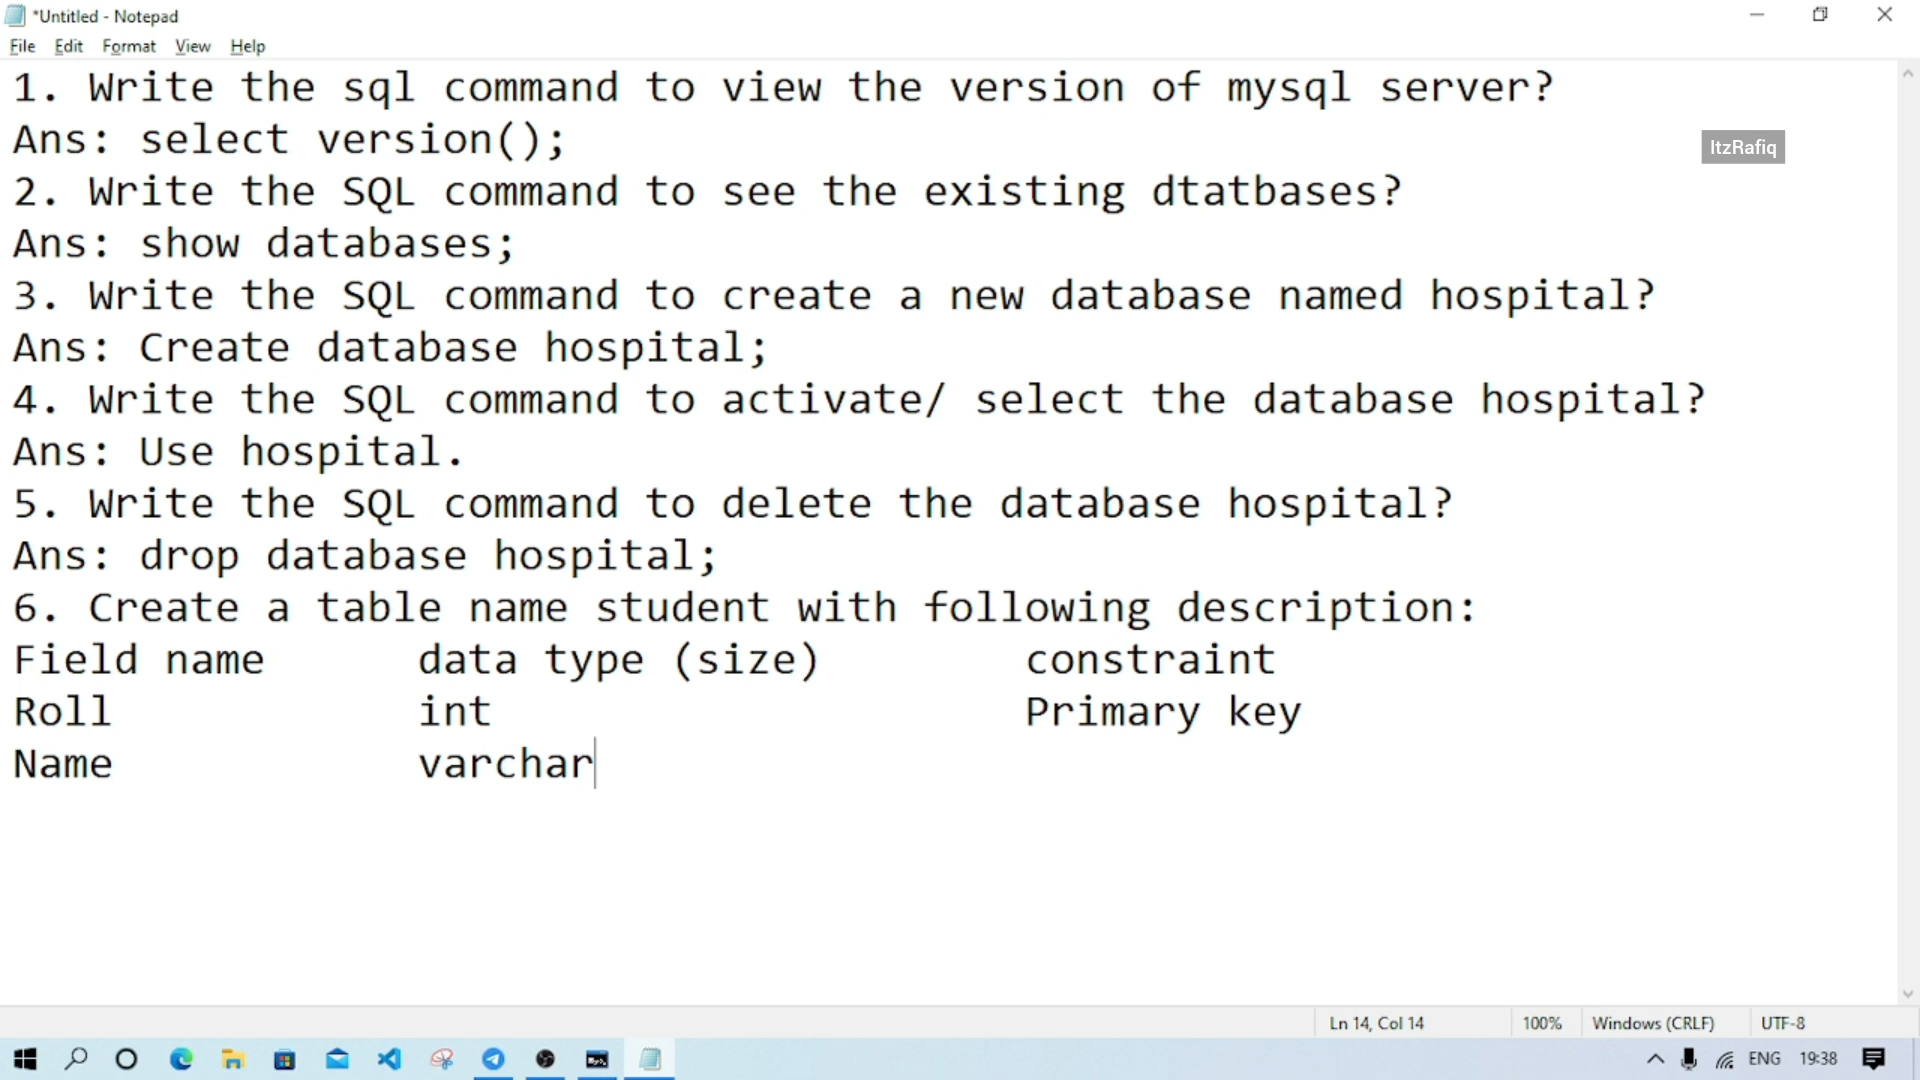 *Untitled - Notepad
File Edit Format View Help
1. Write the sql command to view the version of mysql server?
Ans: select version();
ItzRafiq
2. Write the SQL command to see the existing dtatbases?
Ans: show databases;
3. Write the SQL command to create a new database named hospital?
Ans: Create database hospital;
4. Write the SQL command to activate/ select the database hospital?
Ans: Use hospital.
5. Write the SQL command to delete the database hospital?
Ans: drop database hospital;
6. Create a table name student with following description:
Field name data type (size) constraint
Roll int Primary key
Name varchar
Ln 14, Col 14 100% Windows (CRLF) UTF-8
ENG 19:38